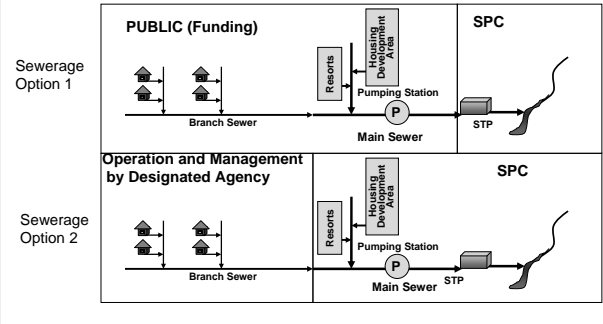 PUBLIC (Funding)
SPC
Sewerage
Option 1
Resorts
Housing
Development
Area
Pumping Station
P
Branch Sewer
Main Sewer
STP
Operation and Management
by Designated Agency
SPC
Sewerage
Option 2
Resorts
Housing
Development
Area
Pumping Station
P
Branch Sewer
Main Sewer
STP